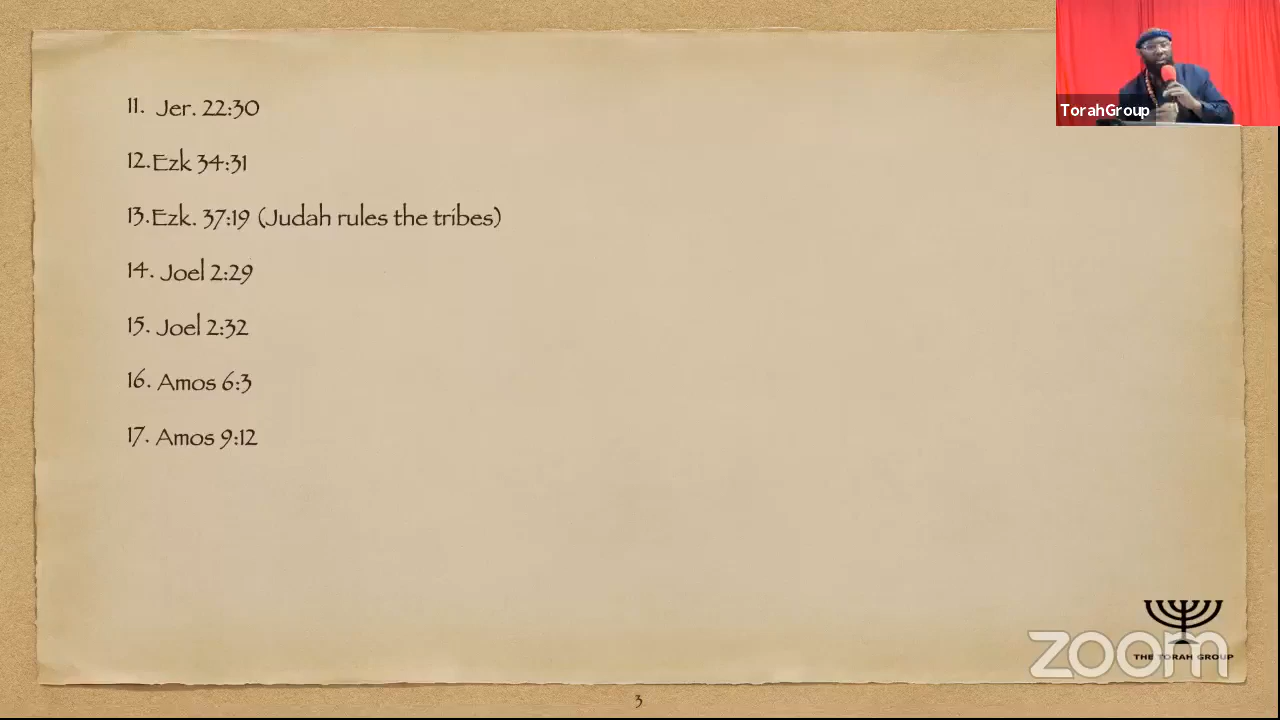 TorahGroup
11. Jer. 22:30
12.Ezk 34:31
13.Ezk. 37:19 (Judah rules the tribes)
14. Joel 2:29
15. Joel 2:32
16. Amos 6:3
17. Amos 9:12
zoom
THE TORAH GROUP
3